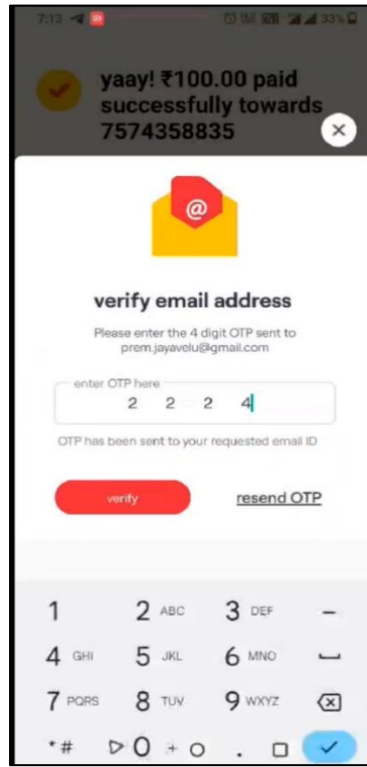 7:13
33%
yaay! ₹100.00 paid
successfully towards
7574358835
@
verify email address
Please enter the 4 digit OTP sent to
prem.jayavelu@gmail.com
enter OTP here
2 2 2 4
OTP has been sent to your requested email ID
verify resend OTP
1 2 ABC 3 DEF –
4 GHI 5 JKL 6 MNO
7 PQRS 8 TUV 9 WXYZ
*# 0 + .